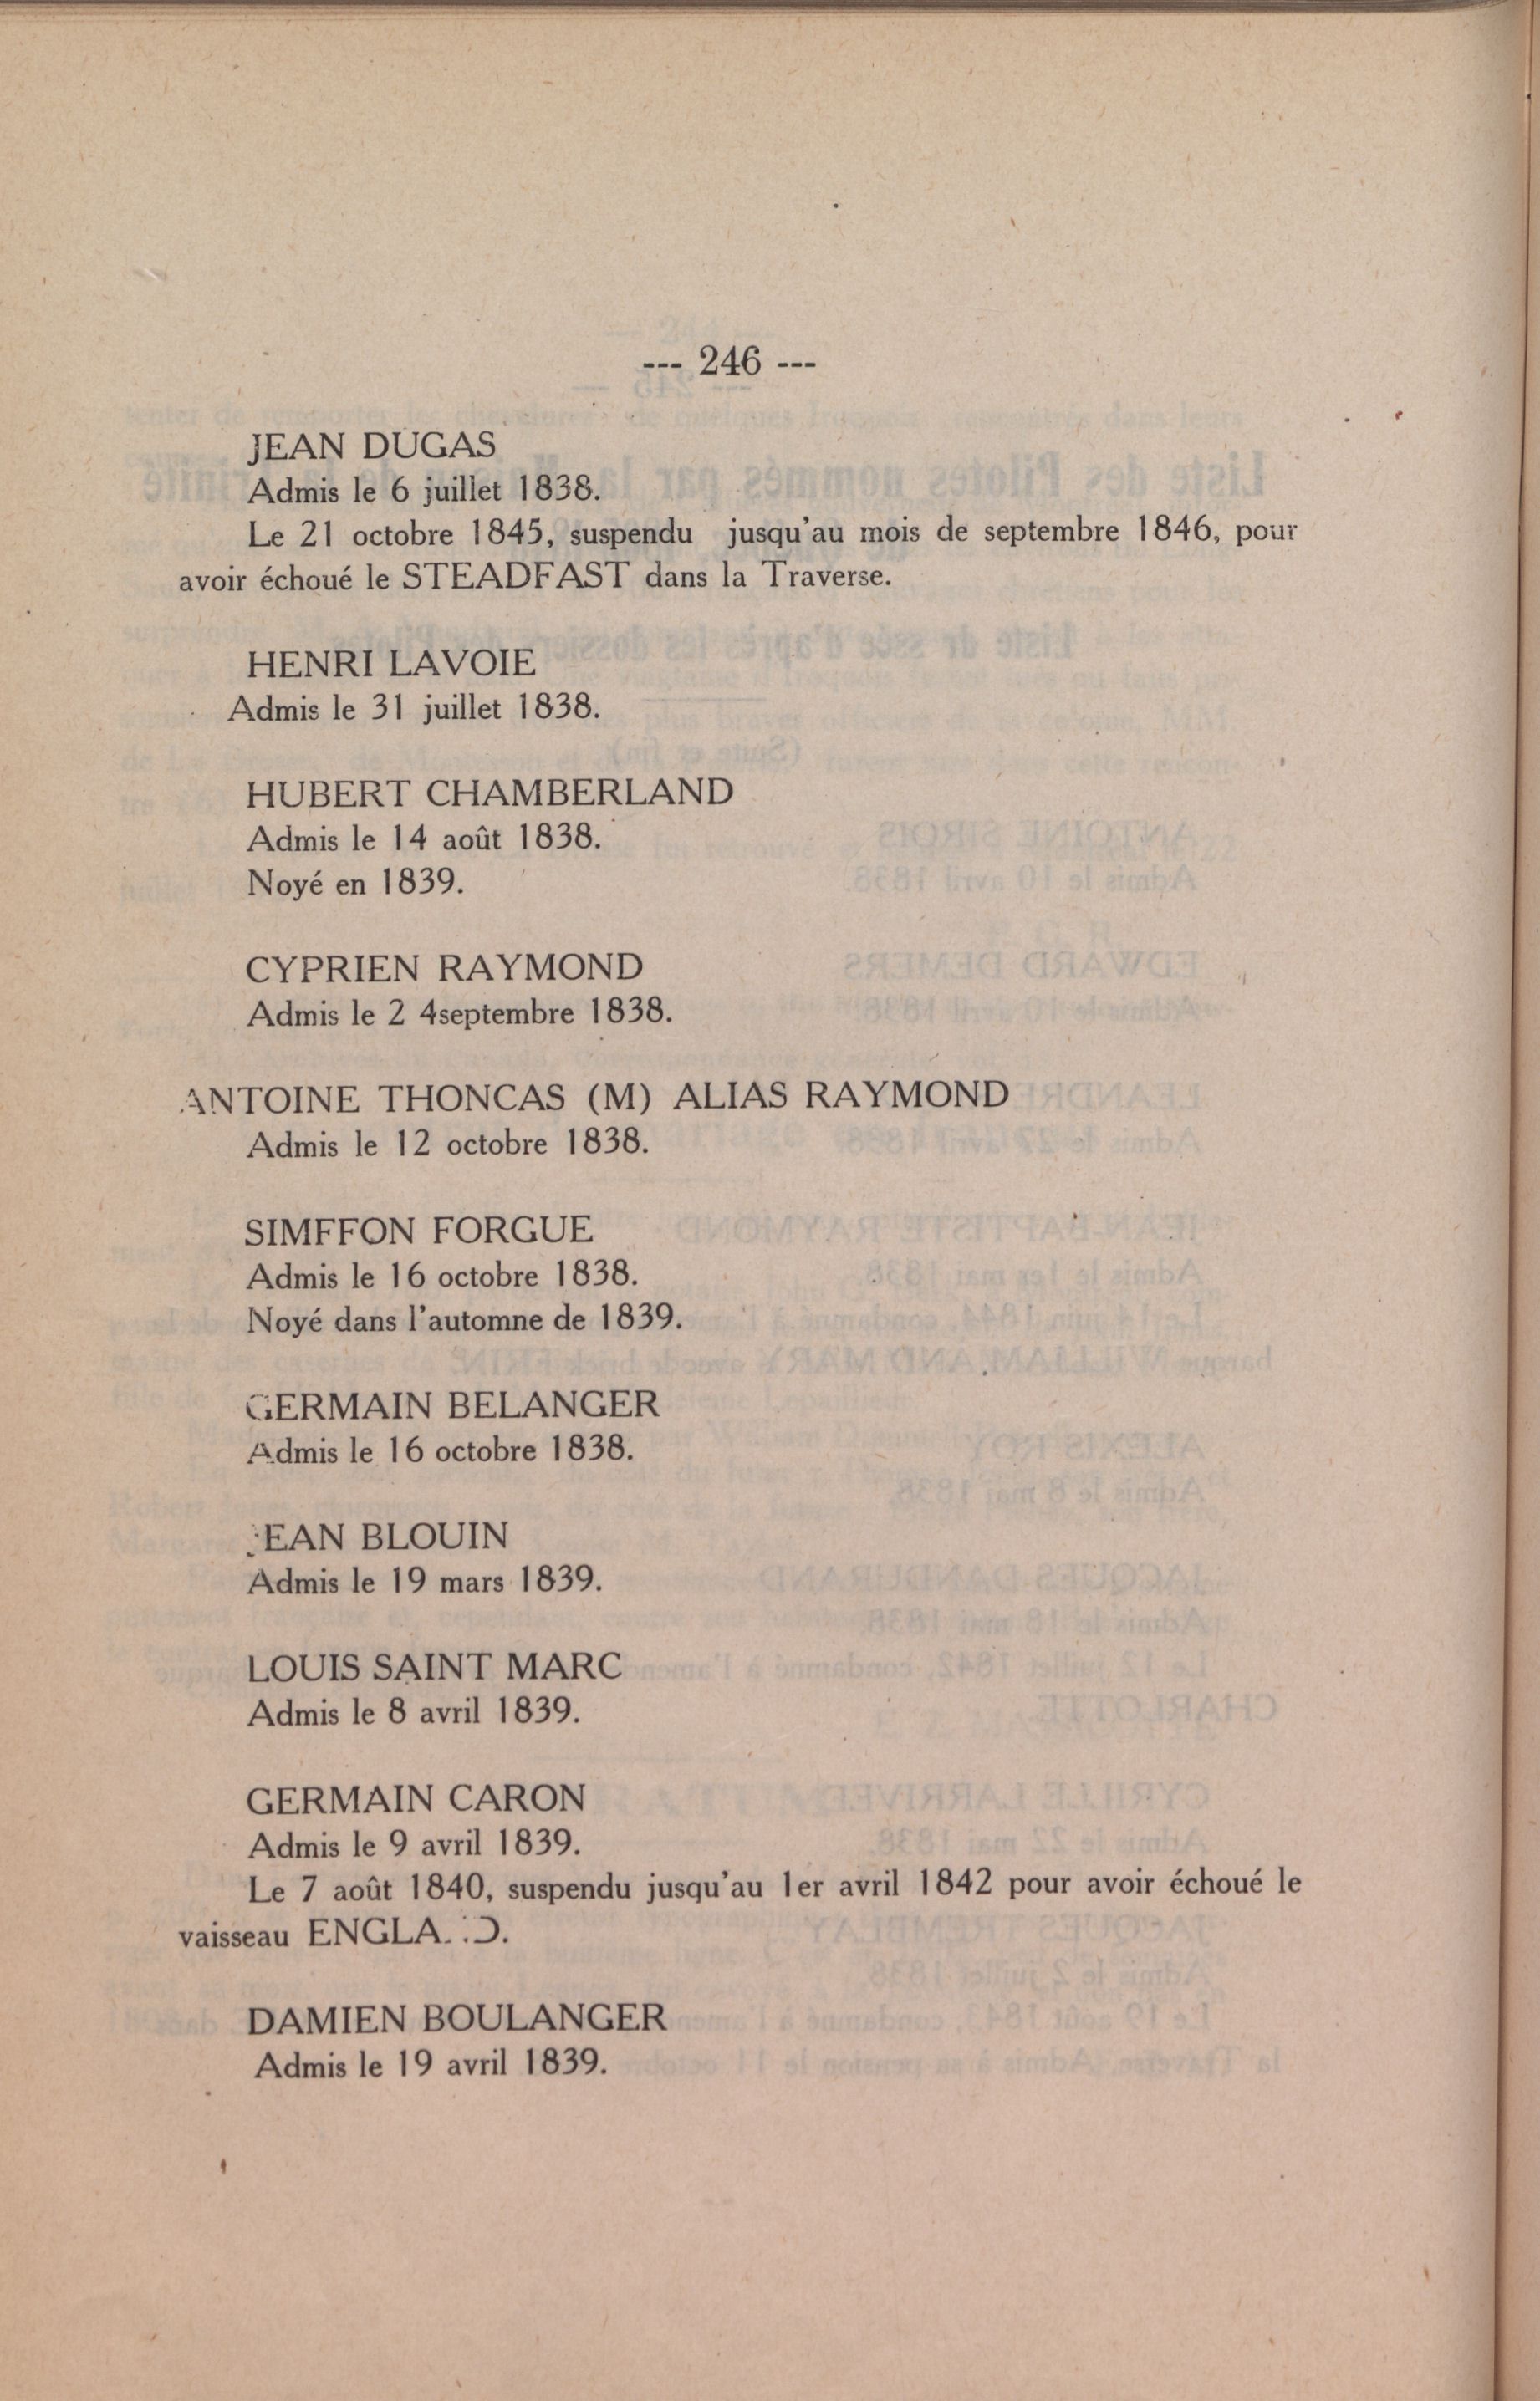 --- 246 ---
JEAN DUGAS
Admis le 6 juillet 1838.
Le 21 octobre 1845, suspendu jusqu'au mois de septembre 1846, pour
avoir échoué le STEADFAST dans la Traverse.
HENRI LAVOIE
Admis le 31 juillet 1838.
HUBERT CHAMBERLAND
Admis le 14 août 1838.
Noyé en 1839.
CYPRIEN RAYMOND
Admis le 2 4septembre 1838.
ANTOINE THONCAS (M) ALIAS RAYMOND
Admis le 12 octobre 1838.
SIMFFON FORGUE
Admis le 16 octobre 1838.
Noyé dans l'automne de 1839.
GERMAIN BELANGER
Admis le 16 octobre 1838.
JEAN BLOUIN
Admis le 19 mars 1839.
LOUIS SAINT MARC
Admis le 8 avril 1839.
GERMAIN CARON
Admis le 9 avril 1839.
Le 7 août 1840, suspendu jusqu'au 1er avril 1842 pour avoir échoué le
vaisseau ENGLAND.
DAMIEN BOULANGER
Admis le 19 avril 1839.